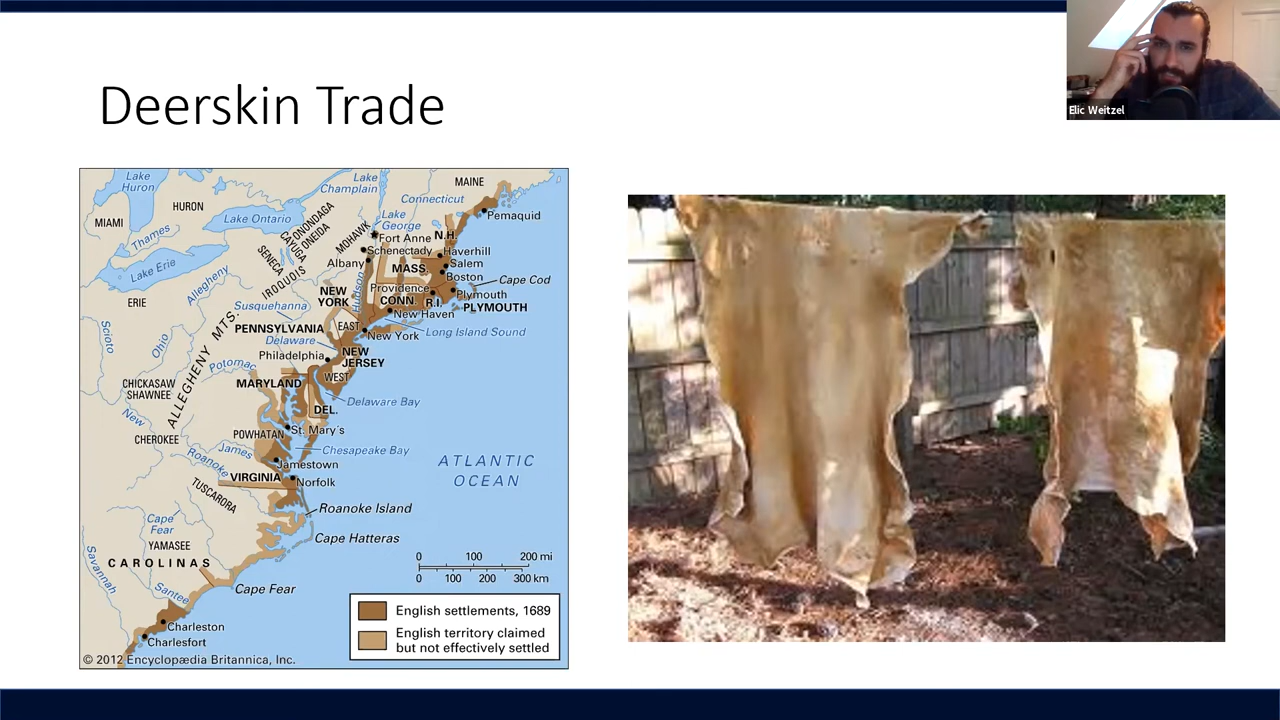 Deerskin Trade
Elic Weitzel
Lake
Huron
HURON
MIAMI
Thames
Lake Ontario
Lake Erie
ERIE
Lake
Champlain
Lake
George
Connecticut
MAINE
Pemaquid
ONONDAGA
CAYUGA
ONEIDA
SENECA
MOHAWK
IROQUOIS
Fort Anne
N.H.
Schenectady
Haverhill
Albany
Salem
MASS.
Boston
Cape Cod
Providence
Plymouth
PLYMOUTH
CONN.
R.I.
New Haven
Hudson
NEW
YORK
Allegheny
Susquehanna
PENNSYLVANIA
EAST
New York
Long Island Sound
Delaware
Philadelphia
NEW
JERSEY
WEST
Scioto
Ohio
ALLEGHENY MTS.
Potomac
MARYLAND
DEL.
Delaware Bay
CHICKASAW
SHAWNEE
New
CHEROKEE
POWHATAN
St. Mary's
Chesapeake Bay
James
Jamestown
Roanoke
VIRGINIA
Norfolk
TUSCARORA
Roanoke Island
Cape Hatteras
ATLANTIC
OCEAN
Cape
Fear
YAMASEE
CAROLINAS
Savannah
Santee
Cape Fear
Charleston
Charlesfort
0 100 200 mi
0 100 200 300 km
English settlements, 1689
English territory claimed
but not effectively settled
© 2012 Encyclopædia Britannica, Inc.